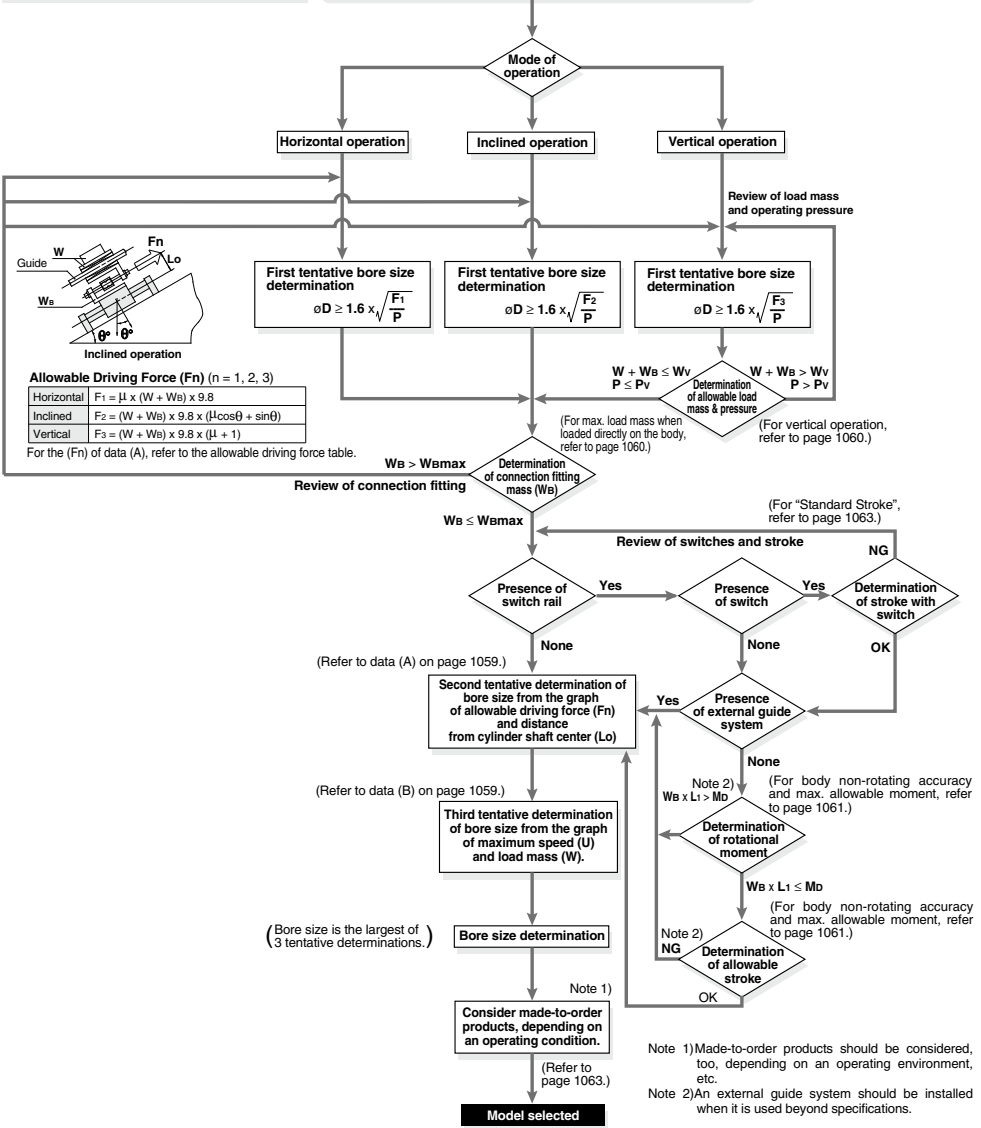 Mode of
operation
Horizontal operation
Inclined operation
Vertical operation
Review of load mass
and operating pressure
W
Fn
Guide
Lo
WB
θ°
θ°
Inclined operation
First tentative bore size
determination
øD ≥ 1.6 x √ F1
P
First tentative bore size
determination
øD ≥ 1.6 x √ F2
P
First tentative bore size
determination
øD ≥ 1.6 x √ F3
P
Allowable Driving Force (Fn) (n = 1, 2, 3)
Horizontal F1 = μ x (W + WB) x 9.8
Inclined F2 = (W + WB) x 9.8 x (μcosθ + sinθ)
Vertical F3 = (W + WB) x 9.8 x (μ + 1)
For the (Fn) of data (A), refer to the allowable driving force table.
W + WB ≤ WV
P ≤ PV
W + WB > WV
P > PV
Determination
of allowable load
mass & pressure
(For max. load mass when
loaded directly on the body,
refer to page 1060.)
(For vertical operation,
refer to page 1060.)
WB > WBmax
Review of connection fitting
Determination
of connection fitting
mass (WB)
WB ≤ WBmax
(For “Standard Stroke”,
refer to page 1063.)
Review of switches and stroke
NG
Presence of
switch rail
Yes
Presence
of switch
Yes
Determination
of stroke with
switch
None
None
OK
(Refer to data (A) on page 1059.)
Second tentative determination of
bore size from the graph
of allowable driving force (Fn)
and distance
from cylinder shaft center (Lo)
Yes
Presence
of external guide
system
None
(Refer to data (B) on page 1059.)
Note 2)
WB x L1 > MD
(For body non-rotating accuracy
and max. allowable moment, refer
to page 1061.)
Third tentative determination
of bore size from the graph
of maximum speed (U)
and load mass (W).
Determination
of rotational
moment
WB x L1 ≤ MD
(For body non-rotating accuracy
and max. allowable moment, refer
to page 1061.)
(Bore size is the largest of
3 tentative determinations.)
Bore size determination
Note 2)
NG
Determination
of allowable
stroke
OK
Note 1)
Consider made-to-order
products, depending on
an operating condition.
(Refer to
page 1063.)
Model selected
Note 1)Made-to-order products should be considered,
too, depending on an operating environment,
etc.
Note 2)An external guide system should be installed
when it is used beyond specifications.